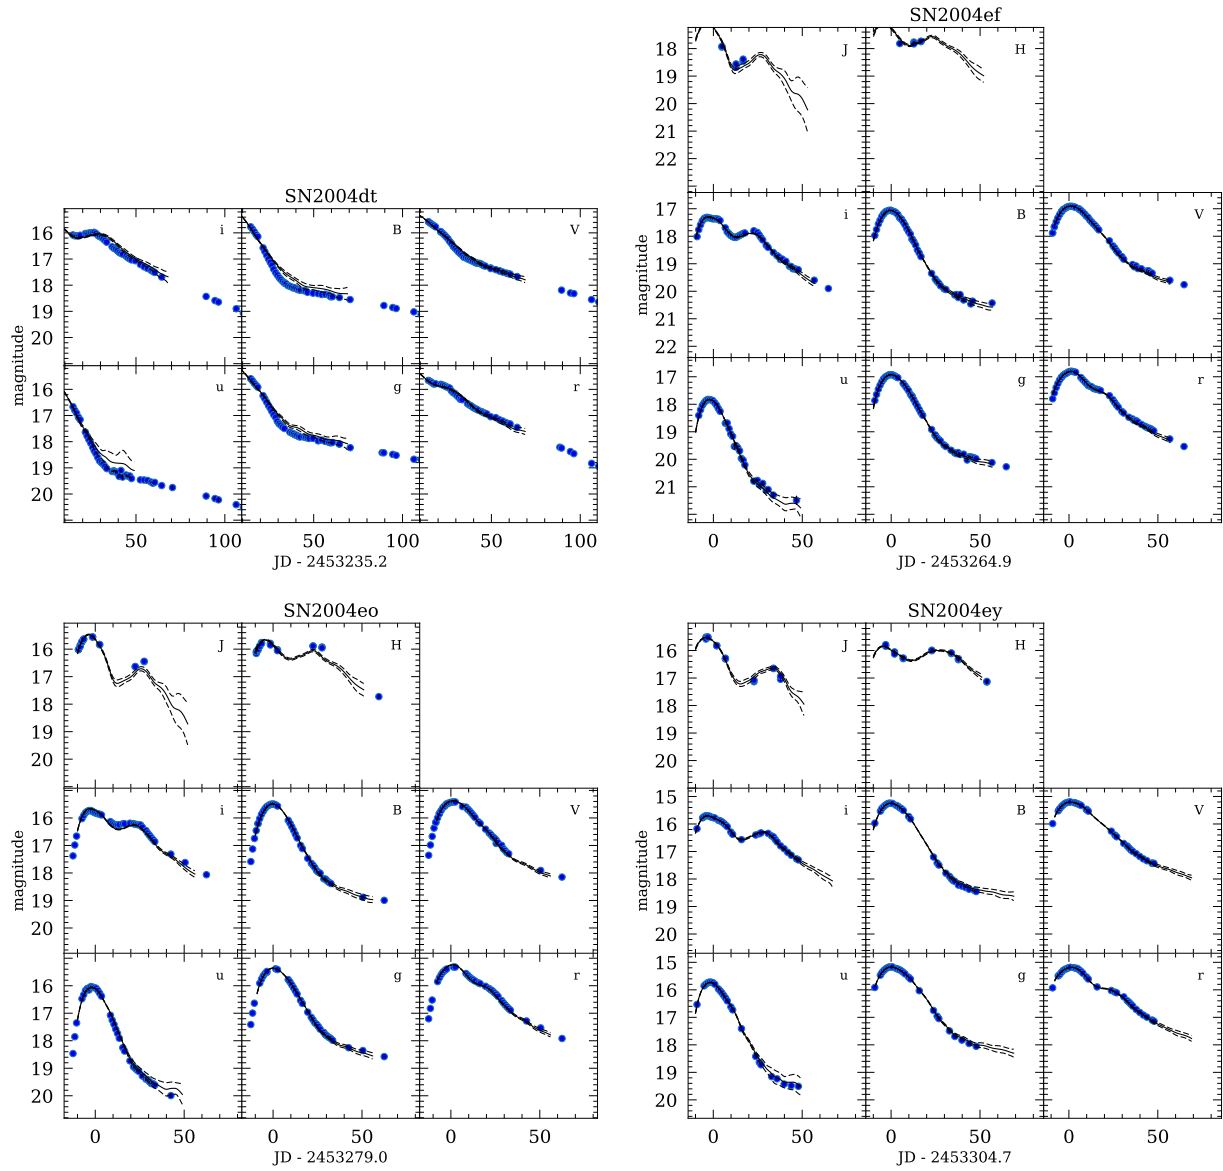 SN2004ef
J H
18
19
20
21
22
SN2004dt
i B V
16
17
18
19
20
i B V
17
18
19
20
21
22
magnitude
magnitude
u g r
16
17
18
19
20
u g r
17
18
19
20
21
50 100 50 100 50 100
JD - 2453235.2
0 50 0 50 0 50
JD - 2453264.9
SN2004eo
J H
16
17
18
19
20
SN2004ey
J H
16
17
18
19
20
i B V
16
17
18
19
20
magnitude
i B V
15
16
17
18
19
20
magnitude
u g r
16
17
18
19
20
u g r
15
16
17
18
19
20
0 50 0 50 0 50
JD - 2453279.0
0 50 0 50 0 50
JD - 2453304.7